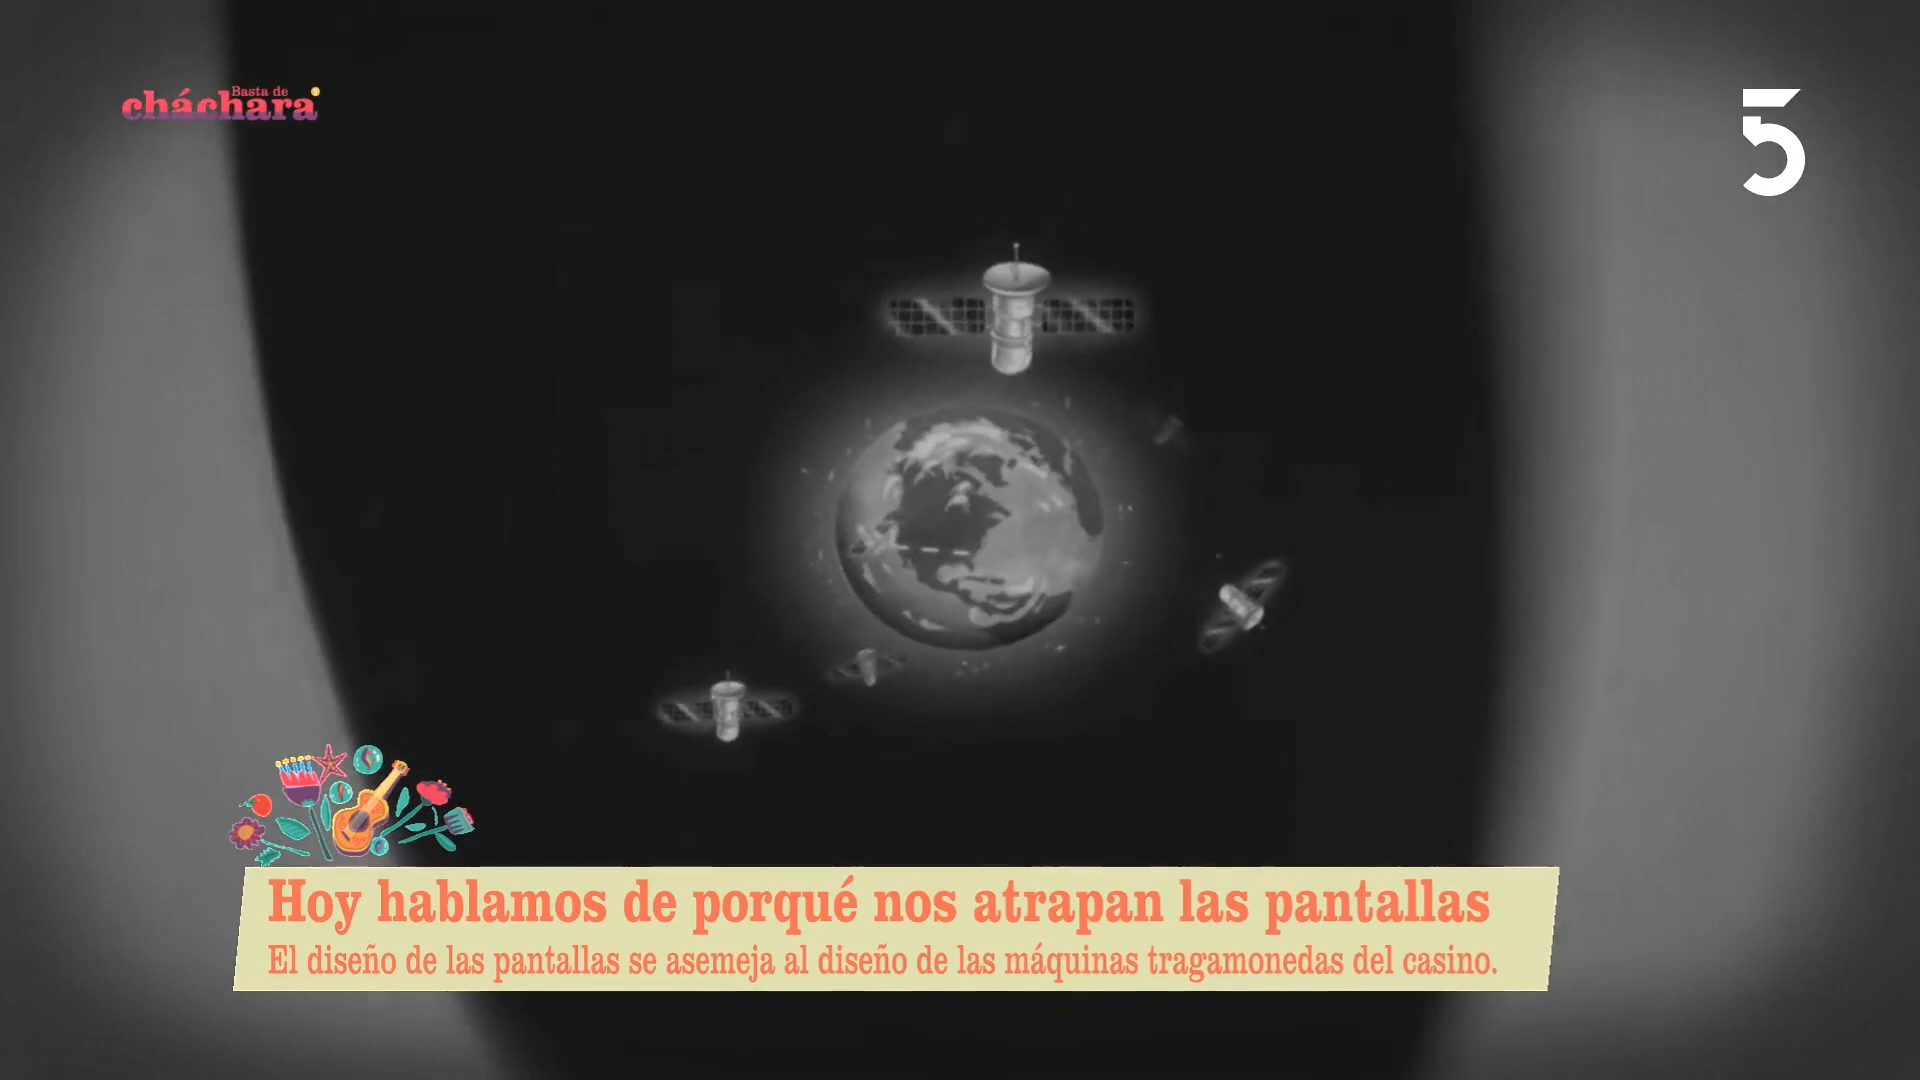 Basta de
cháchara
5
Hoy hablamos de porqué nos atrapan las pantallas
El diseño de las pantallas se asemeja al diseño de las máquinas tragamonedas del casino.